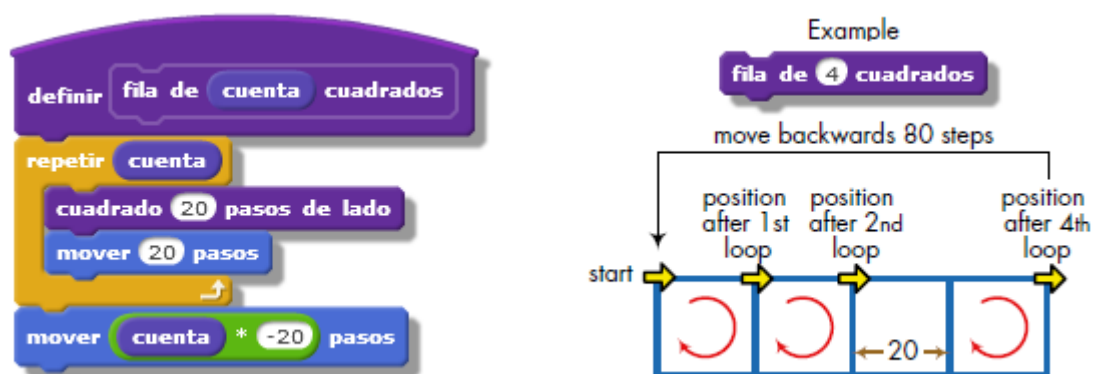 definir fila de cuenta cuadrados
repetir cuenta
cuadrado 20 pasos de lado
mover 20 pasos
mover cuenta * -20 pasos
Example
fila de 4 cuadrados
move backwards 80 steps
position after 1st loop
position after 2nd loop
position after 4th loop
start
20